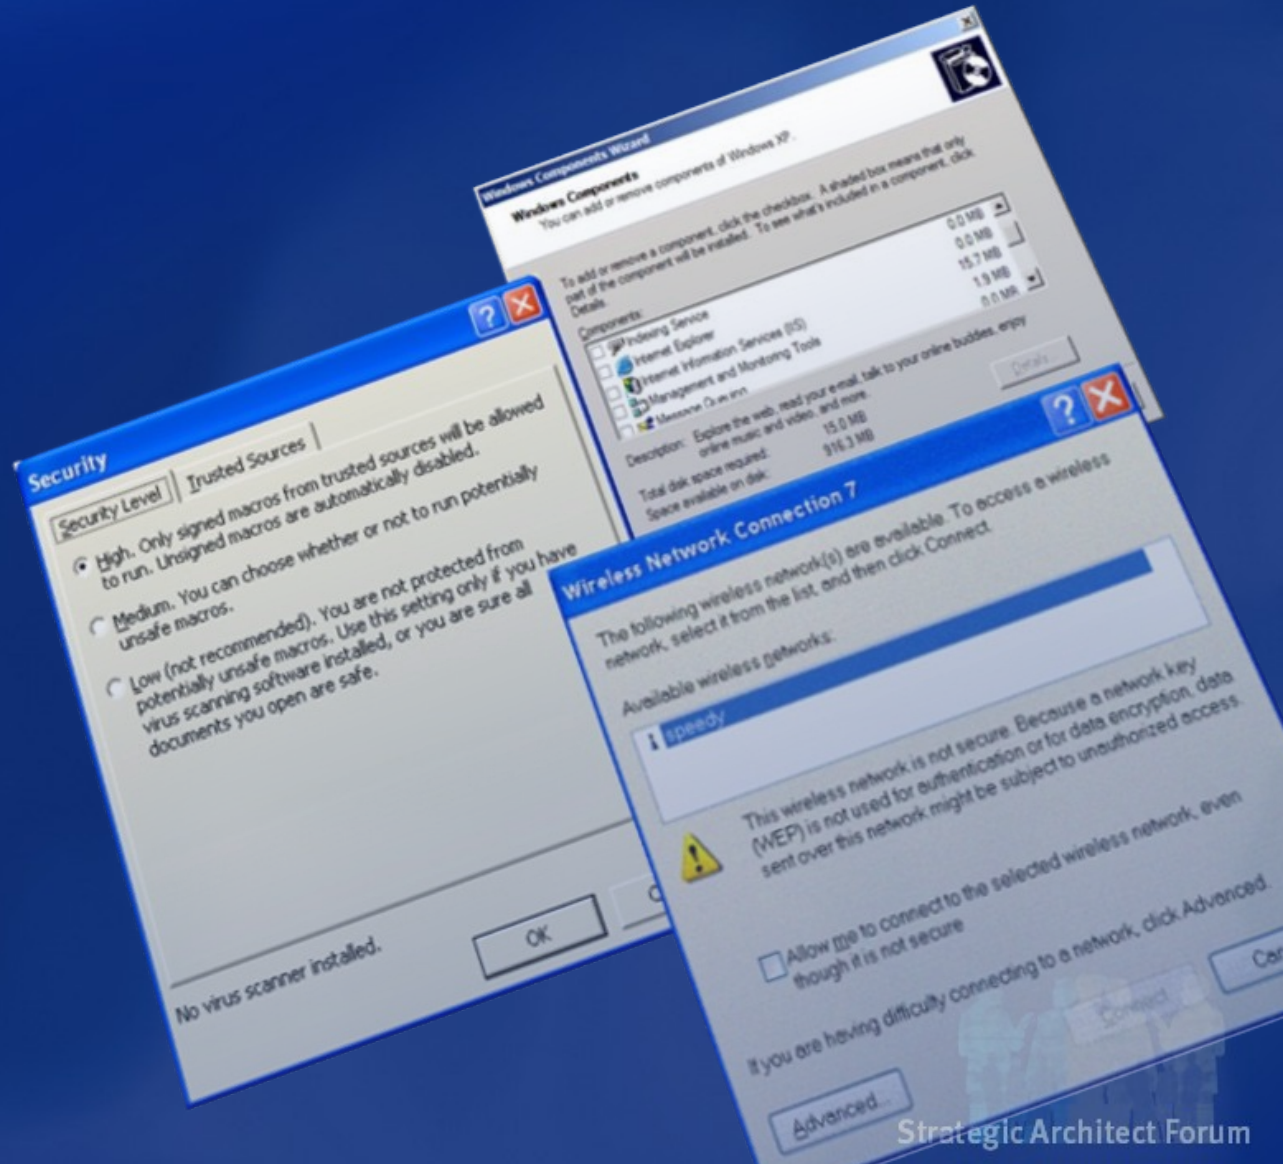 Windows Components Wizard
Windows Components
You can add or remove components of Windows XP.
To add or remove a component, click the checkbox. A shaded box means that only
part of the component will be installed. To see what's included in a component, click
Details.
Components:
Indexing Service 0.0 MB
Internet Explorer 0.0 MB
Internet Information Services (IIS) 15.7 MB
Management and Monitoring Tools 1.9 MB
Message Queuing 0.0 MB
Description: Explore the web, read your e-mail, talk to your online buddies, enjoy
online music and video, and more.
Total disk space required: 15.0 MB
Space available on disk: 916.3 MB
Details...
Security
Security Level
Trusted Sources
High. Only signed macros from trusted sources will be allowed
to run. Unsigned macros are automatically disabled.
Medium. You can choose whether or not to run potentially
unsafe macros.
Low (not recommended). You are not protected from
potentially unsafe macros. Use this setting only if you have
virus scanning software installed, or you are sure all
documents you open are safe.
No virus scanner installed.
OK
C
Wireless Network Connection 7
The following wireless network(s) are available. To access a wireless
network, select it from the list, and then click Connect.
Available wireless networks:
speedy
This wireless network is not secure. Because a network key
(WEP) is not used for authentication or for data encryption, data
sent over this network might be subject to unauthorized access.
Allow me to connect to the selected wireless network, even
though it is not secure
If you are having difficulty connecting to a network, click Advanced.
Advanced...
Connect
Can
Strategic Architect Forum